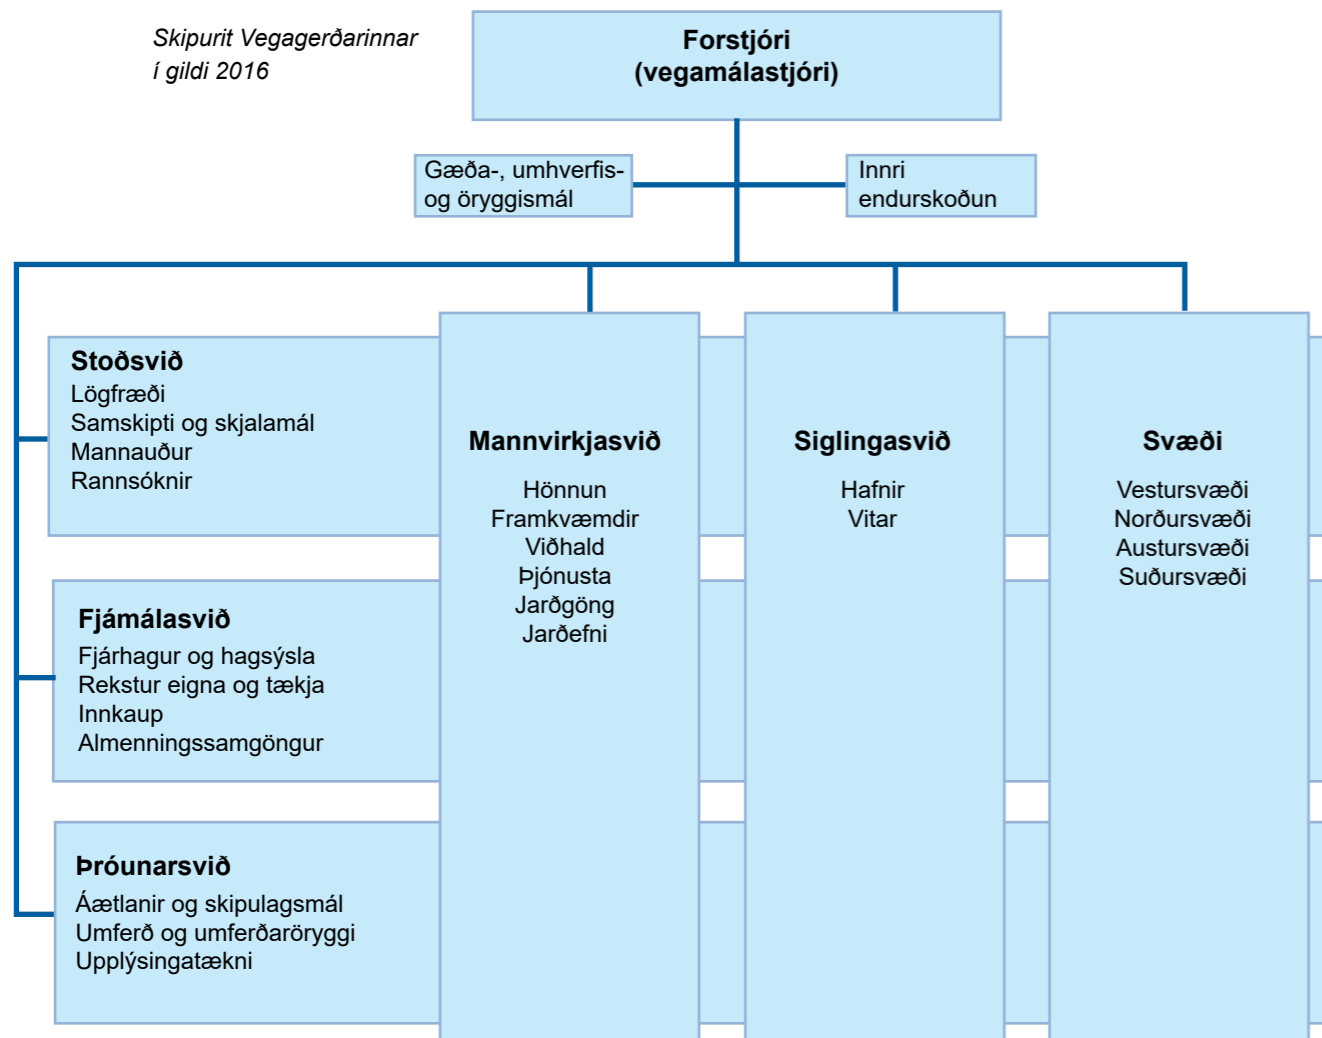 Skipurit Vegagerðarinnar
í gildi 2016
Forstjóri
(vegamálastjóri)
Gæða-, umhverfis-
og öryggismál
Innri
endurskoðun
Stoðsvið
Lögfræði
Samskipti og skjalamál
Mannauður
Rannsóknir
Fjámálasvið
Fjárhagur og hagsýsla
Rekstur eigna og tækja
Innkaup
Almenningssamgöngur
Þróunarsvið
Áætlanir og skipulagsmál
Umferð og umferðaröryggi
Upplýsingatækni
Mannvirkjasvið
Hönnun
Framkvæmdir
Viðhald
Þjónusta
Jarðgöng
Jarðefni
Siglingasvið
Hafnir
Vitar
Svæði
Vestursvæði
Norðursvæði
Austursvæði
Suðursvæði